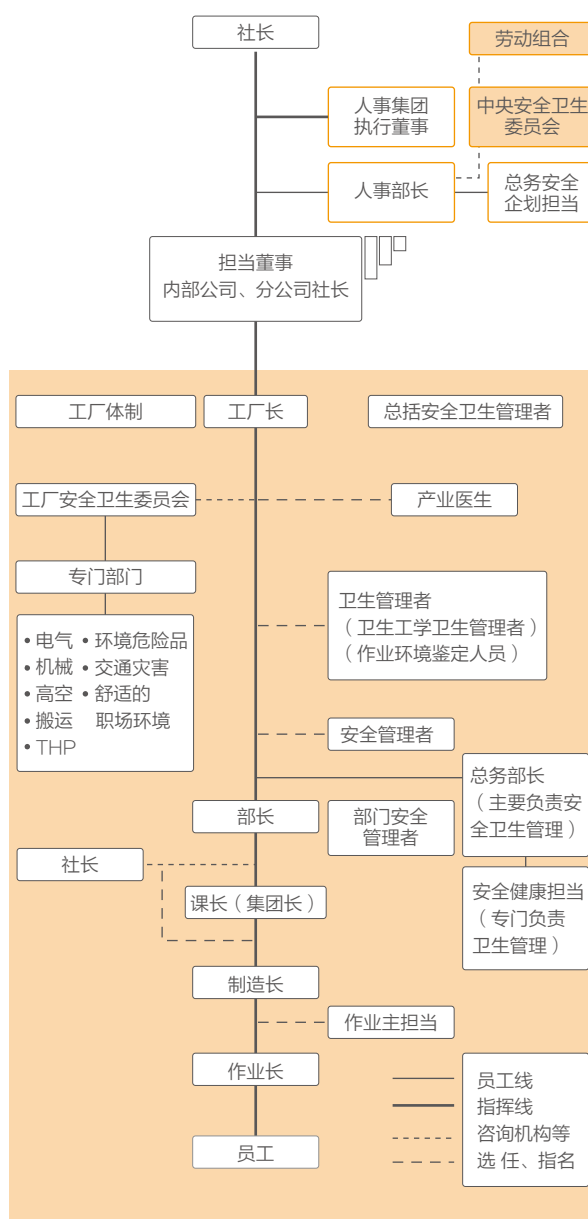 社长
劳动组合
人事集团
执行董事
中央安全卫生
委员会
人事部长
总务安全
企划担当
担当董事
内部公司、分公司社长
工厂体制
工厂长
总括安全卫生管理者
工厂安全卫生委员会
产业医生
专门部门
• 电气 • 环境危险品
• 机械 • 交通灾害
• 高空 • 舒适的
• 搬运 职场环境
• THP
卫生管理者
（卫生工学卫生管理者）
（作业环境鉴定人员）
安全管理者
总务部长
（主要负责安
全卫生管理）
部长
部门安全
管理者
社长
课长（集团长）
安全健康担当
（专门负责
卫生管理）
制造长
作业主担当
作业长
员工
员工线
指挥线
咨询机构等
选 任、指名